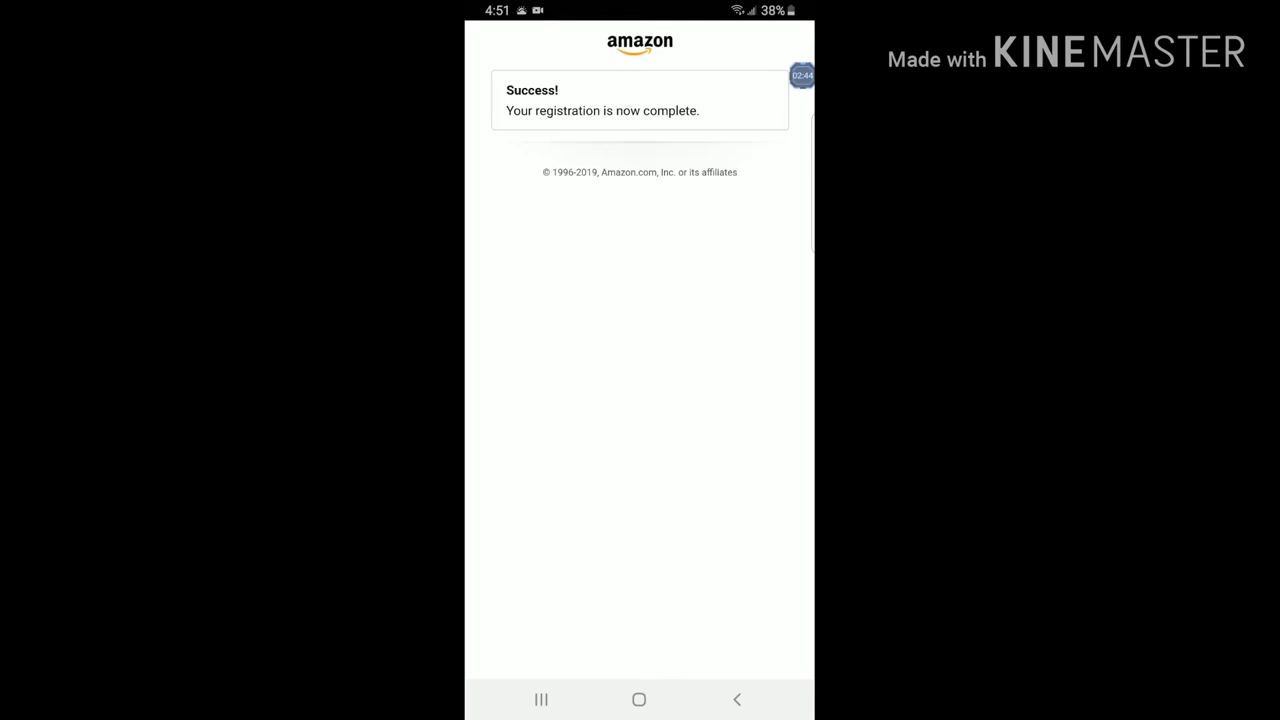 4:51
38%
Made with KINEMASTER
amazon
02:44
Success!
Your registration is now complete.
© 1996-2019, Amazon.com, Inc. or its affiliates